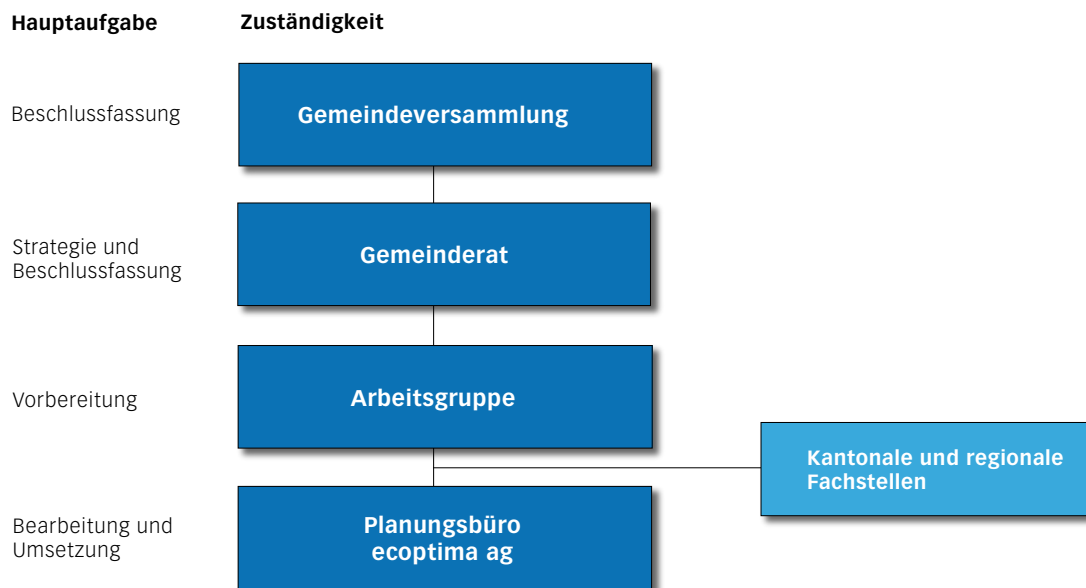 Hauptaufgabe Zuständigkeit
Beschlussfassung
Gemeindeversammlung
Strategie und
Beschlussfassung
Gemeinderat
Vorbereitung
Arbeitsgruppe
Kantonale und regionale
Fachstellen
Bearbeitung und
Umsetzung
Planungsbüro
ecoptima ag